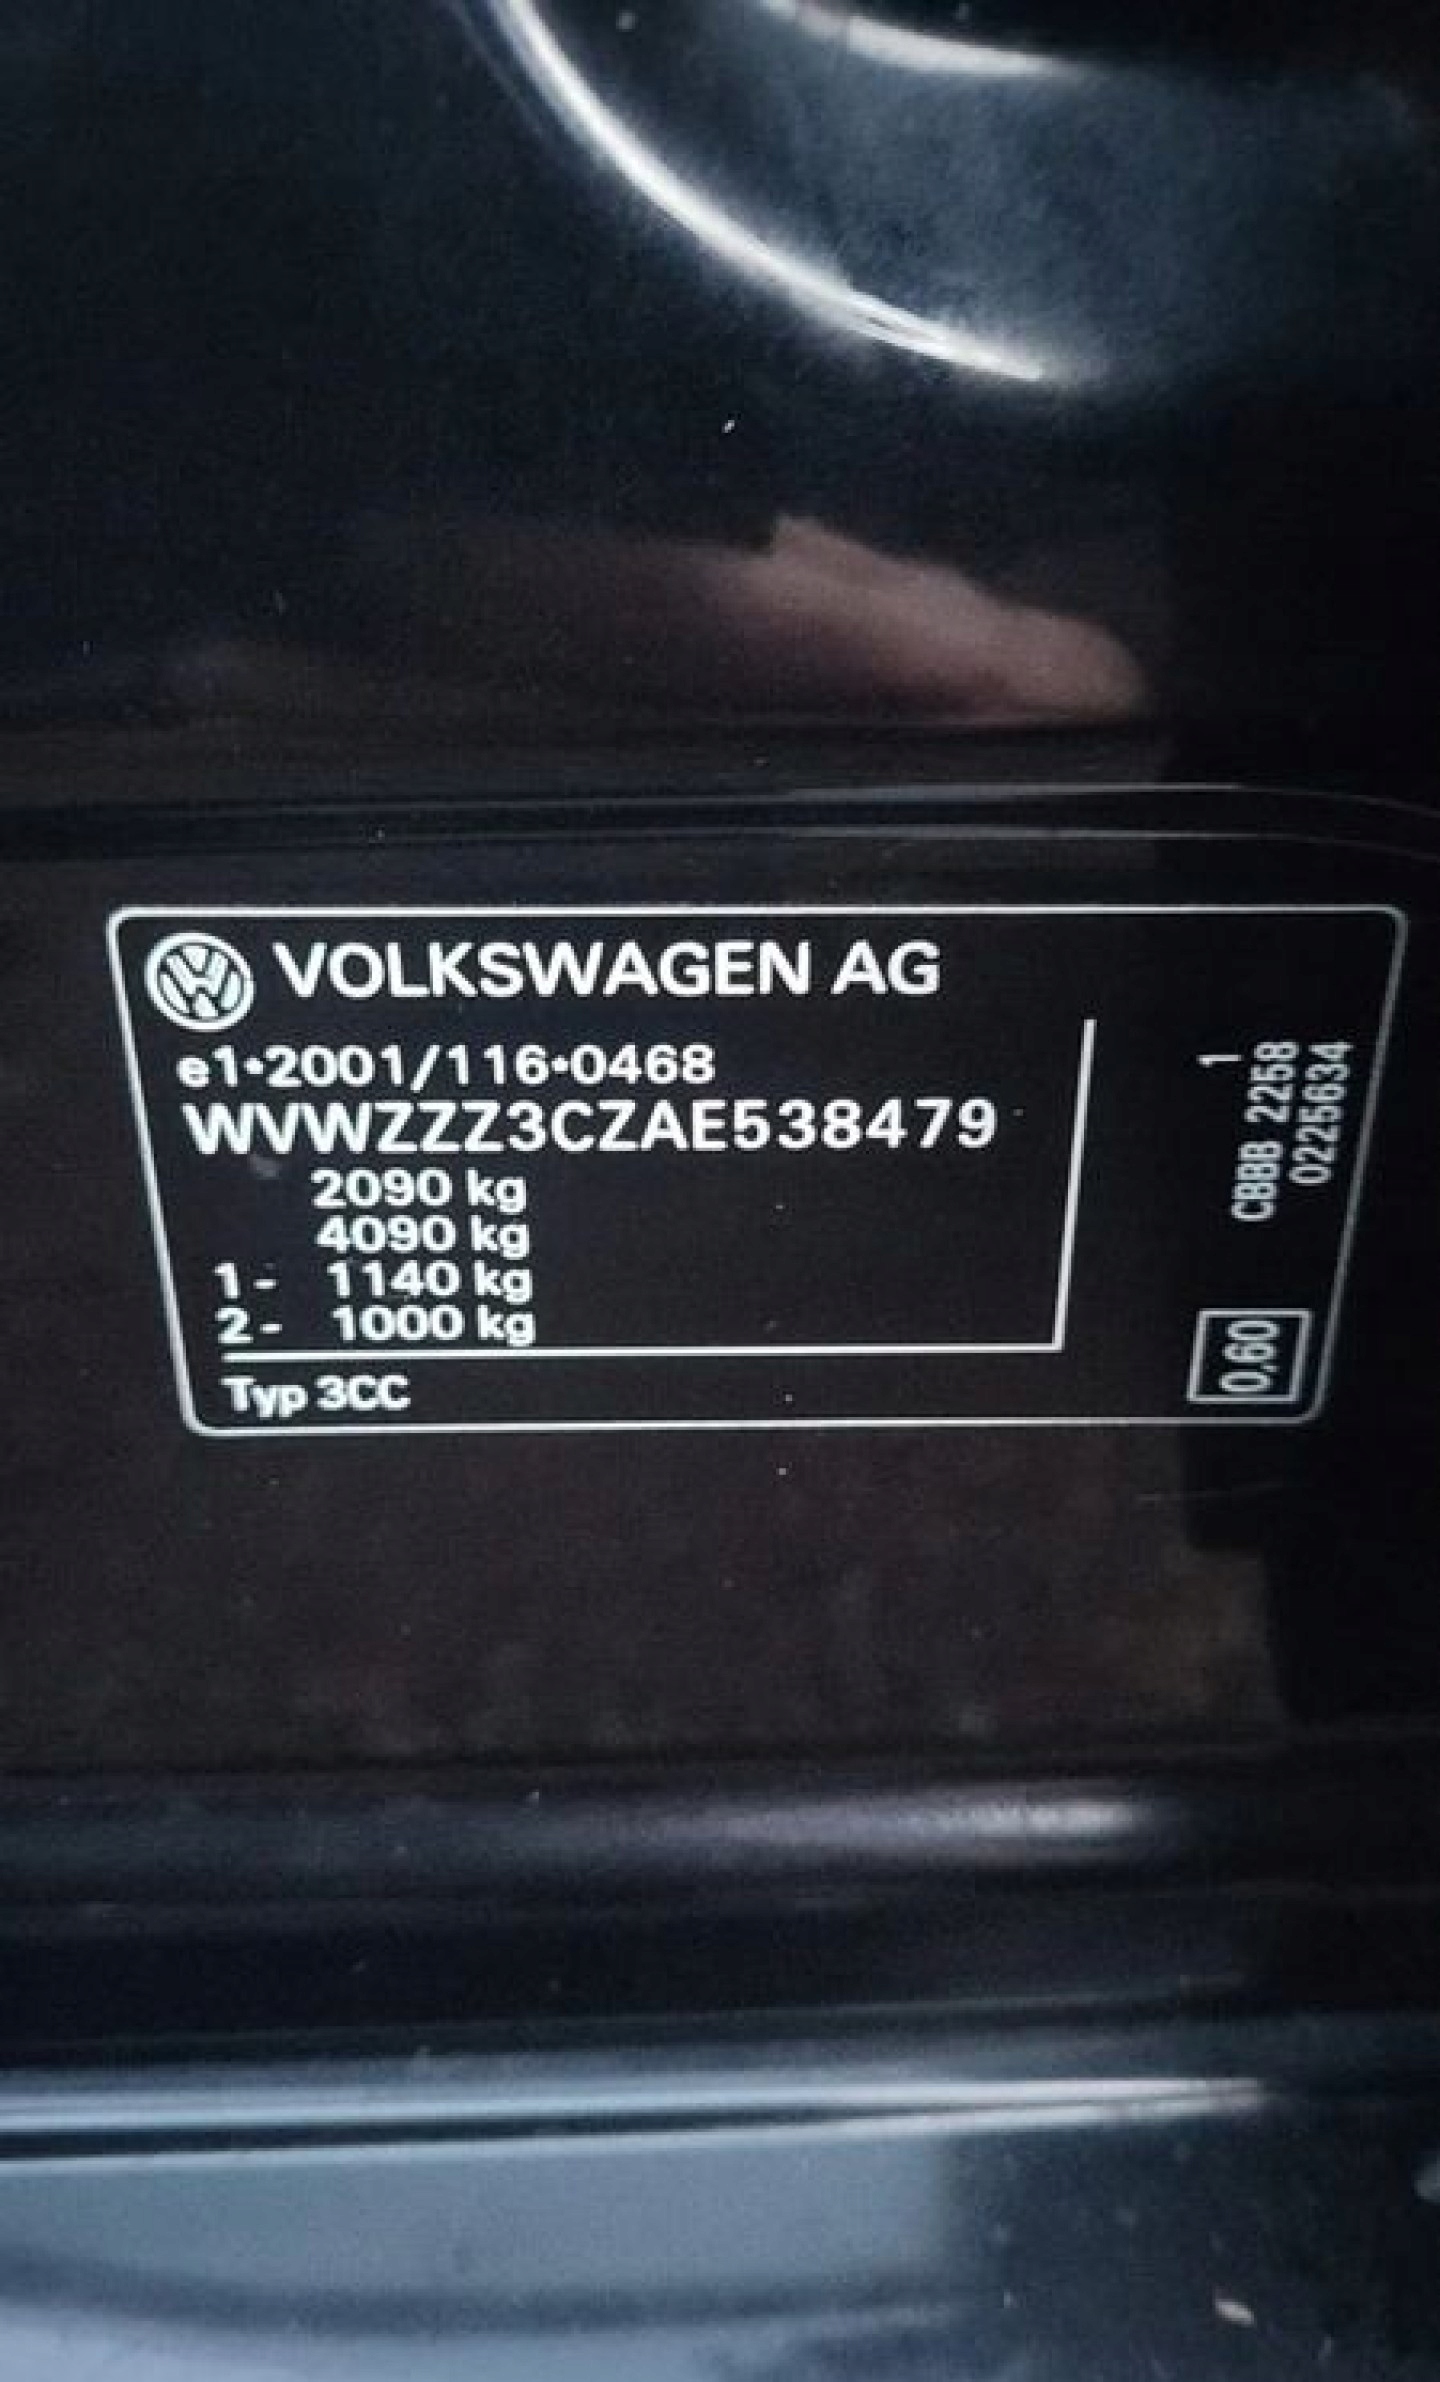 VOLKSWAGEN AG
e1•2001/116•0468
WVWZZZ3CZAE538479
2090 kg
4090 kg
1- 1140 kg
2- 1000 kg
Typ 3CC
1
CBBB 2258
0225634
0,60